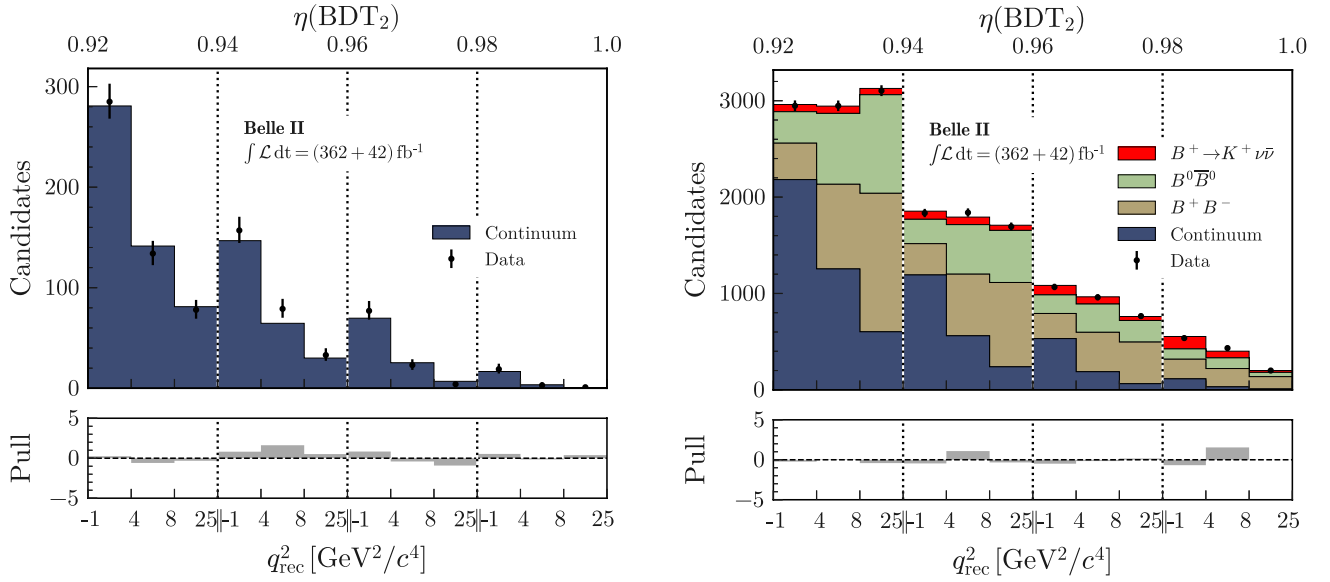 η(BDT₂)
0.92 0.94 0.96 0.98 1.0
300
200
100
0
Candidates
Belle II
∫ℒ dt = (362 + 42) fb⁻¹
Continuum
Data
5
0
−5
Pull
-1 4 8 25||-1 4 8 25||-1 4 8 25||-1 4 8 25
q²rec [GeV²/c⁴]
η(BDT₂)
0.92 0.94 0.96 0.98 1.0
3000
2000
1000
0
Candidates
Belle II
∫ℒ dt = (362 + 42) fb⁻¹
B⁺→K⁺νν̄
B⁰B̅⁰
B⁺B⁻
Continuum
Data
5
0
−5
Pull
-1 4 8 25||-1 4 8 25||-1 4 8 25||-1 4 8 25
q²rec [GeV²/c⁴]